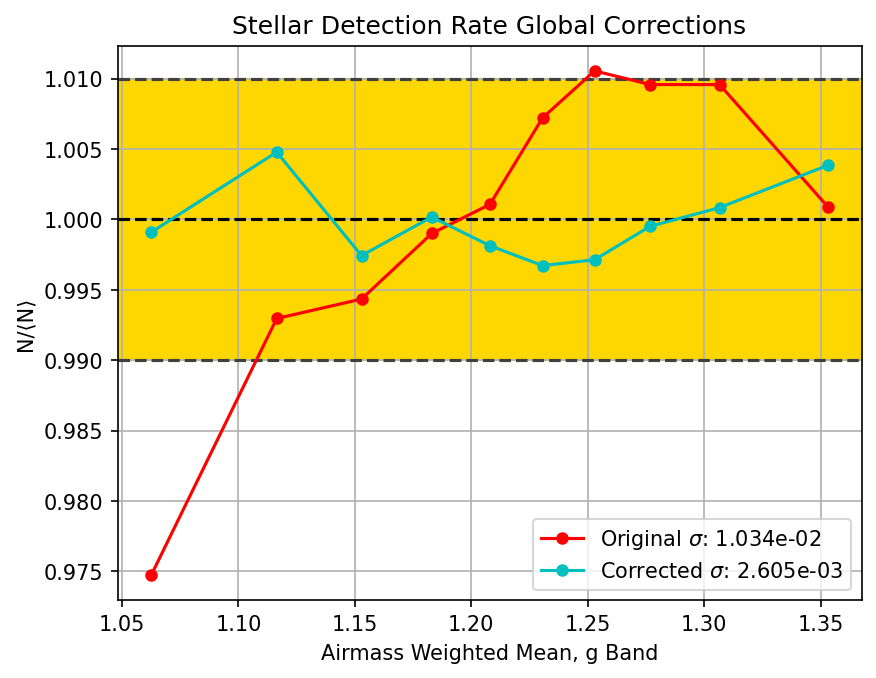 Stellar Detection Rate Global Corrections
N/⟨N⟩
1.010
1.005
1.000
0.995
0.990
0.985
0.980
0.975
Original σ: 1.034e-02
Corrected σ: 2.605e-03
1.05 1.10 1.15 1.20 1.25 1.30 1.35
Airmass Weighted Mean, g Band